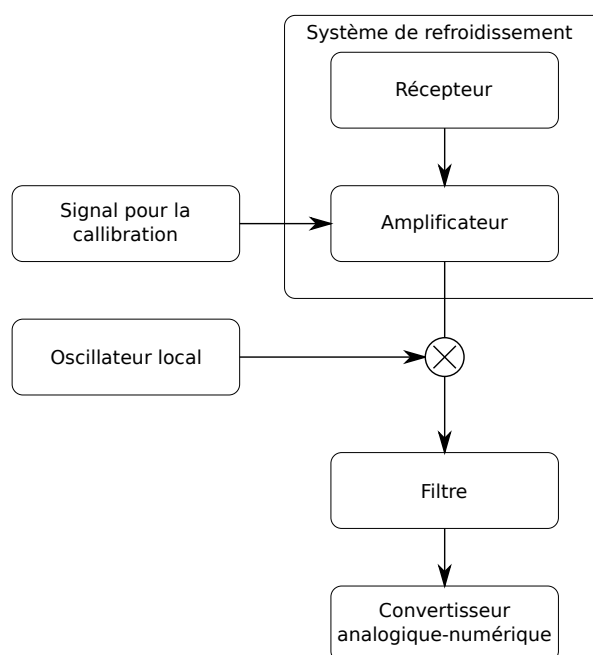 Système de refroidissement
Récepteur
Signal pour la
callibration
Amplificateur
Oscillateur local
Filtre
Convertisseur
analogique-numérique